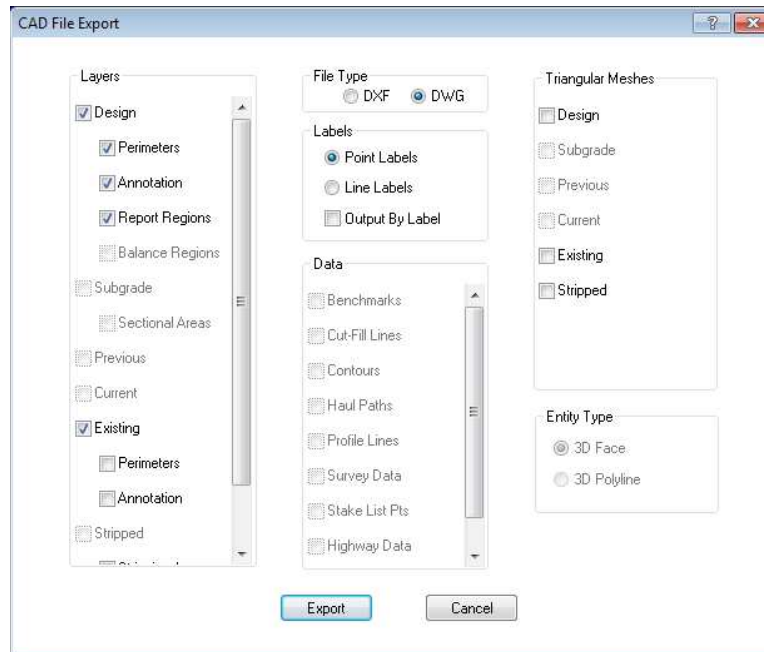 CAD File Export
Layers
Design
Perimeters
Annotation
Report Regions
Balance Regions
Subgrade
Sectional Areas
Previous
Current
Existing
Perimeters
Annotation
Stripped
File Type
DXF DWG
Labels
Point Labels
Line Labels
Output By Label
Data
Benchmarks
Cut-Fill Lines
Contours
Haul Paths
Profile Lines
Survey Data
Stake List Pts
Highway Data
Triangular Meshes
Design
Subgrade
Previous
Current
Existing
Stripped
Entity Type
3D Face
3D Polyline
Export Cancel